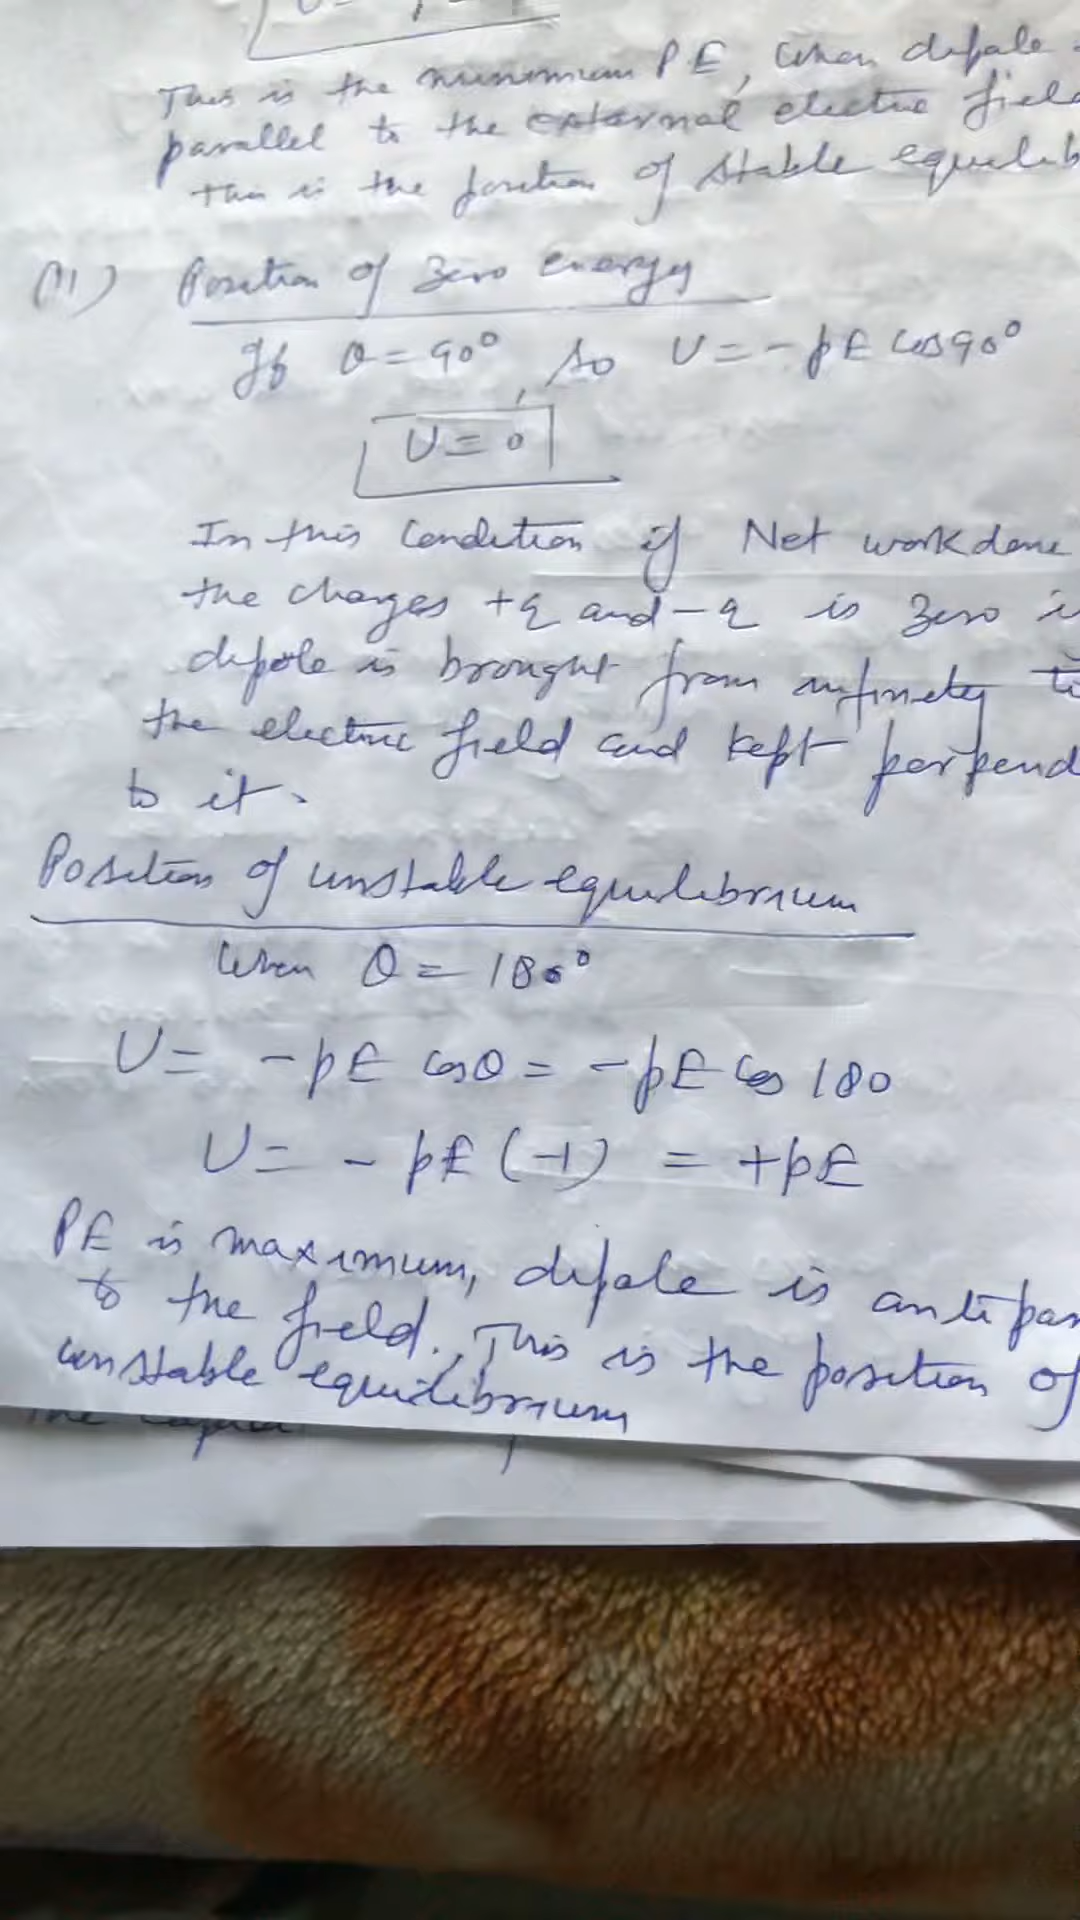 U=
This is the minimum PE, when dipole
parallel to the external electric field
this is the position of stable equilib
(ii) Position of zero energy
If θ = 90°, so U = - pE cos90°
U = 0
In this Condition if Net workdone
the charges +q and -q is zero i
dipole is brought from infinity to
the electric field and kept perpend
to it.
Position of unstable equilibrium
when θ = 180°
U = - pE cosθ = - pE cos 180
U = - pE (-1) = +pE
PE is maximum, dipole is antipar
to the field. This is the position of
unstable equilibrium
the